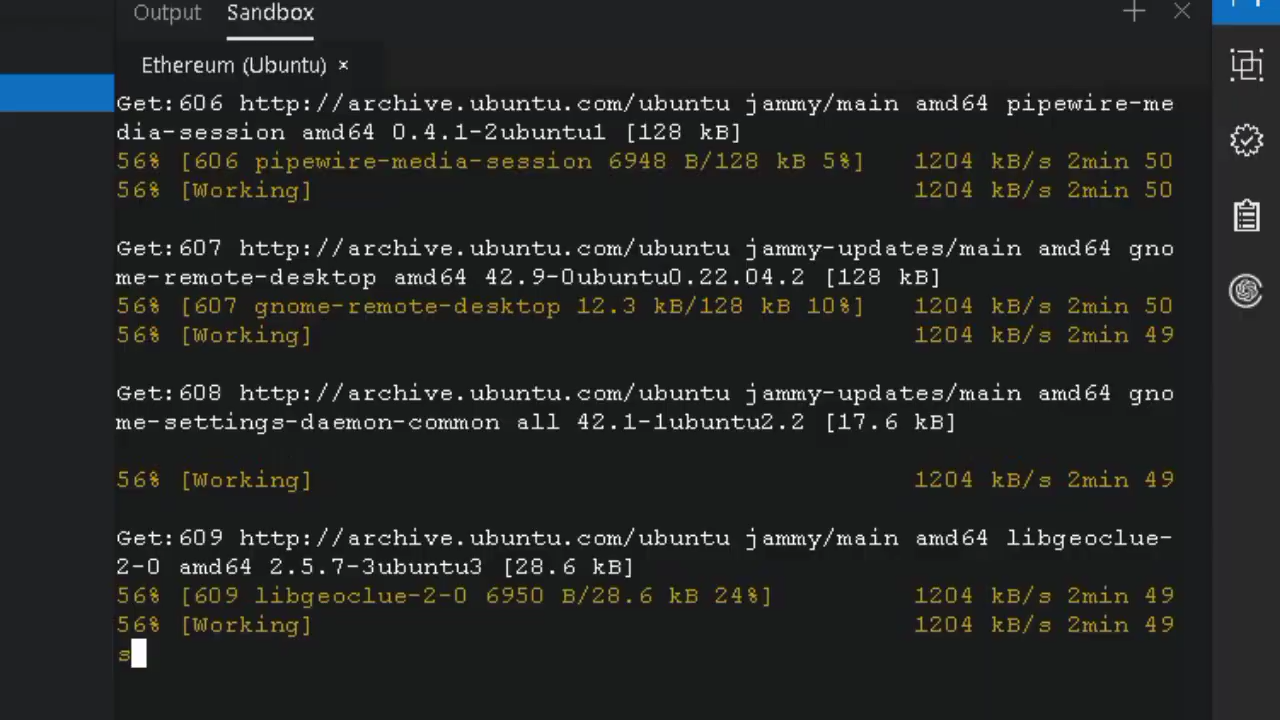 Output Sandbox
Ethereum (Ubuntu) ×
Get:606 http://archive.ubuntu.com/ubuntu jammy/main amd64 pipewire-me
dia-session amd64 0.4.1-2ubuntu1 [128 kB]
56% [606 pipewire-media-session 6948 B/128 kB 5%] 1204 kB/s 2min 50
56% [Working] 1204 kB/s 2min 50
Get:607 http://archive.ubuntu.com/ubuntu jammy-updates/main amd64 gno
me-remote-desktop amd64 42.9-0ubuntu0.22.04.2 [128 kB]
56% [607 gnome-remote-desktop 12.3 kB/128 kB 10%] 1204 kB/s 2min 50
56% [Working] 1204 kB/s 2min 49
Get:608 http://archive.ubuntu.com/ubuntu jammy-updates/main amd64 gno
me-settings-daemon-common all 42.1-1ubuntu2.2 [17.6 kB]
56% [Working] 1204 kB/s 2min 49
Get:609 http://archive.ubuntu.com/ubuntu jammy/main amd64 libgeoclue-
2-0 amd64 2.5.7-3ubuntu3 [28.6 kB]
56% [609 libgeoclue-2-0 6950 B/28.6 kB 24%] 1204 kB/s 2min 49
56% [Working] 1204 kB/s 2min 49
s